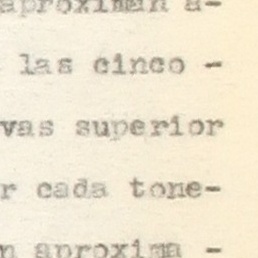 aproximan a-
las cinco -
vas superior
r cada tone-
n aproxima -